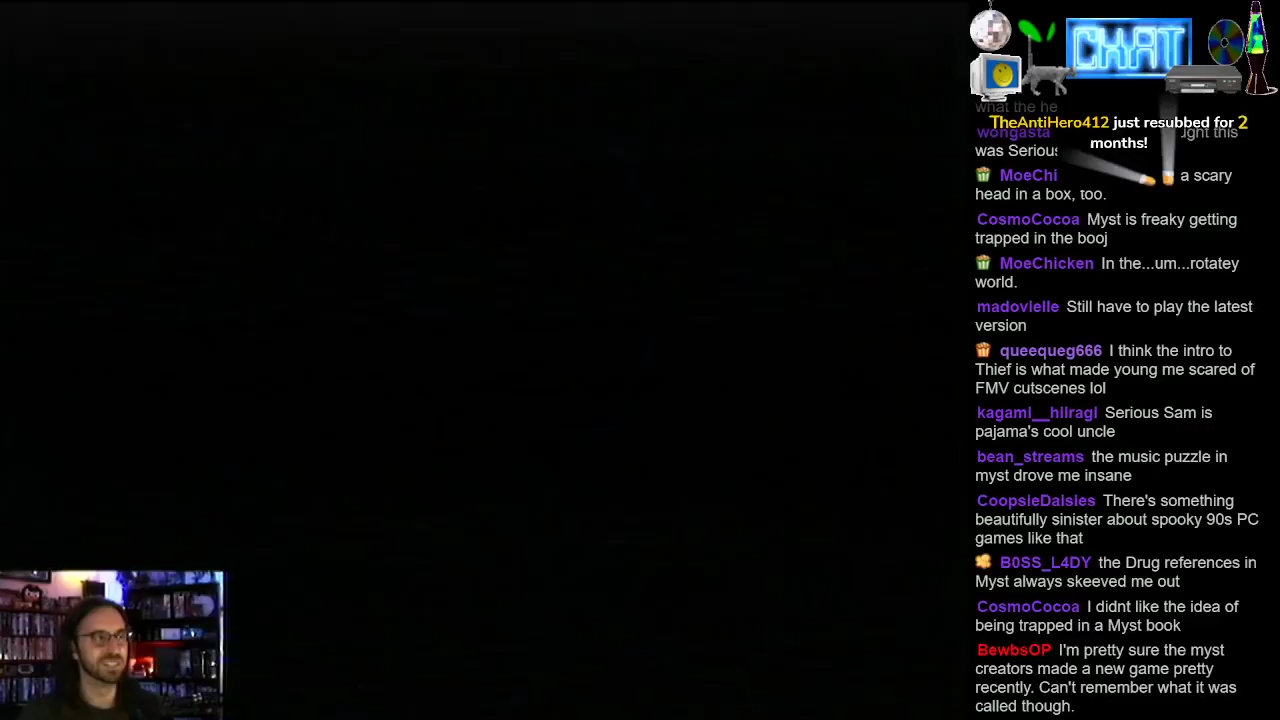 CHAT
what the he
TheAntiHero412 just resubbed for 2
months!
wongasta ught this
was Serious
MoeChi a scary
head in a box, too.
CosmoCocoa Myst is freaky getting
trapped in the booj
MoeChicken In the...um...rotatey
world.
madovielle Still have to play the latest
version
queequeg666 I think the intro to
Thief is what made young me scared of
FMV cutscenes lol
kagami__hiiragi Serious Sam is
pajama's cool uncle
bean_streams the music puzzle in
myst drove me insane
CoopsieDaisies There's something
beautifully sinister about spooky 90s PC
games like that
B0SS_L4DY the Drug references in
Myst always skeeved me out
CosmoCocoa I didnt like the idea of
being trapped in a Myst book
BewbsOP I'm pretty sure the myst
creators made a new game pretty
recently. Can't remember what it was
called though.